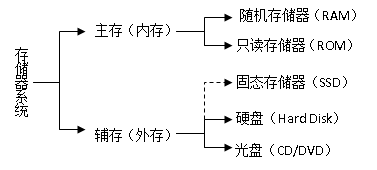 存储器系统
主存（内存）
随机存储器（RAM）
只读存储器（ROM）
辅存（外存）
固态存储器（SSD）
硬盘（Hard Disk）
光盘（CD/DVD）